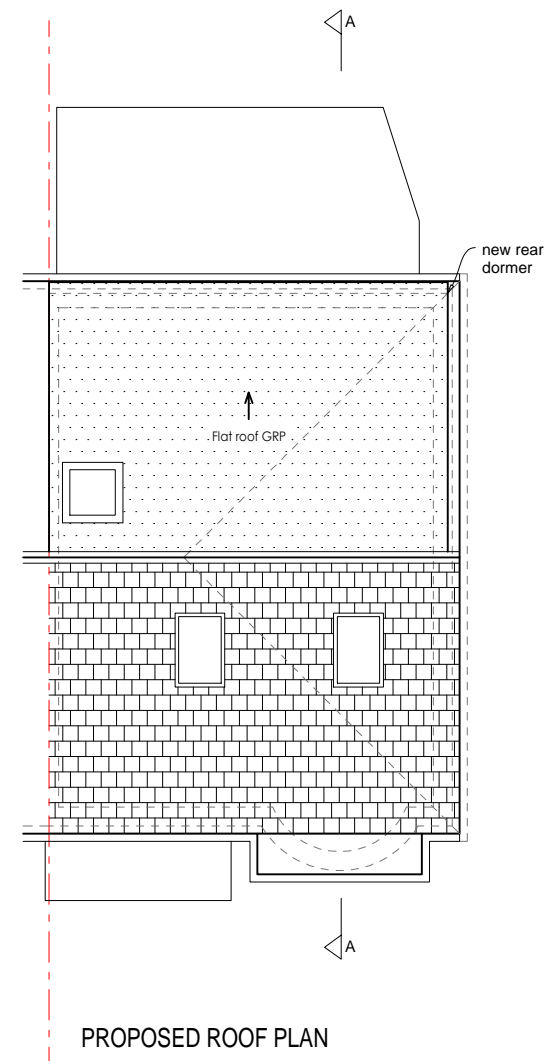 A
new rear
dormer
Flat roof GRP
A
PROPOSED ROOF PLAN